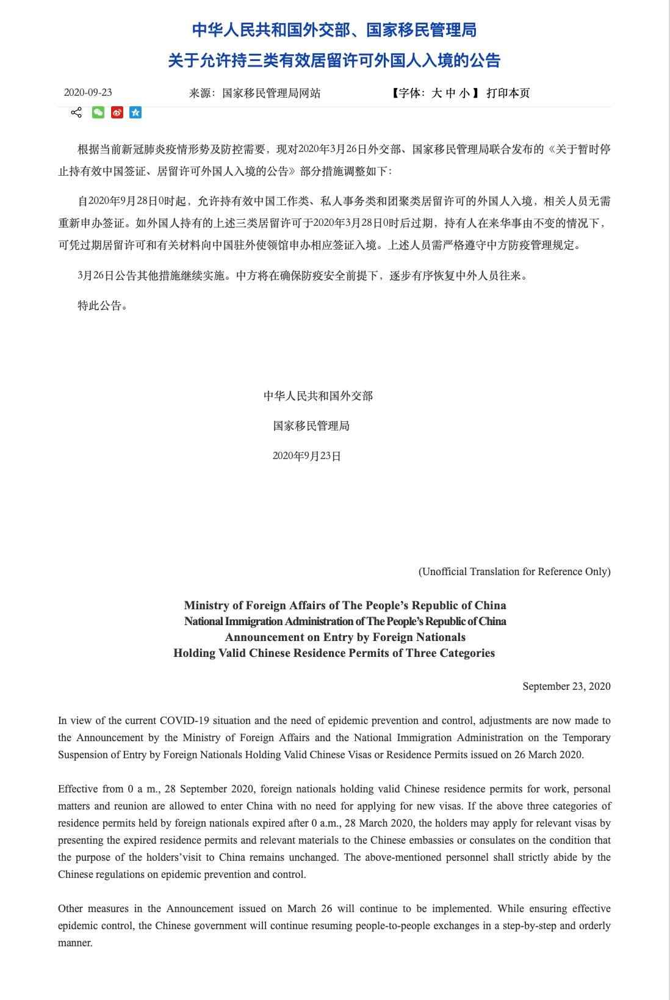 中华人民共和国外交部、国家移民管理局
关于允许持三类有效居留许可外国人入境的公告
2020-09-23 来源：国家移民管理局网站 【字体：大 中 小 】 打印本页
根据当前新冠肺炎疫情形势及防控需要，现对2020年3月26日外交部、国家移民管理局联合发布的《关于暂时停
止持有效中国签证、居留许可外国人入境的公告》部分措施调整如下：
自2020年9月28日0时起，允许持有效中国工作类、私人事务类和团聚类居留许可的外国人入境，相关人员无需
重新申办签证。如外国人持有的上述三类居留许可于2020年3月28日0时后过期，持有人在来华事由不变的情况下，
可凭过期居留许可和有关材料向中国驻外使领馆申办相应签证入境。上述人员需严格遵守中方防疫管理规定。
3月26日公告其他措施继续实施。中方将在确保防疫安全前提下，逐步有序恢复中外人员往来。
特此公告。
中华人民共和国外交部
国家移民管理局
2020年9月23日
(Unofficial Translation for Reference Only)
Ministry of Foreign Affairs of The People’s Republic of China
National Immigration Administration of The People’s Republic of China
Announcement on Entry by Foreign Nationals
Holding Valid Chinese Residence Permits of Three Categories
September 23, 2020
In view of the current COVID-19 situation and the need of epidemic prevention and control, adjustments are now made to
the Announcement by the Ministry of Foreign Affairs and the National Immigration Administration on the Temporary
Suspension of Entry by Foreign Nationals Holding Valid Chinese Visas or Residence Permits issued on 26 March 2020.
Effective from 0 a m., 28 September 2020, foreign nationals holding valid Chinese residence permits for work, personal
matters and reunion are allowed to enter China with no need for applying for new visas. If the above three categories of
residence permits held by foreign nationals expired after 0 a.m., 28 March 2020, the holders may apply for relevant visas by
presenting the expired residence permits and relevant materials to the Chinese embassies or consulates on the condition that
the purpose of the holders’visit to China remains unchanged. The above-mentioned personnel shall strictly abide by the
Chinese regulations on epidemic prevention and control.
Other measures in the Announcement issued on March 26 will continue to be implemented. While ensuring effective
epidemic control, the Chinese government will continue resuming people-to-people exchanges in a step-by-step and orderly
manner.